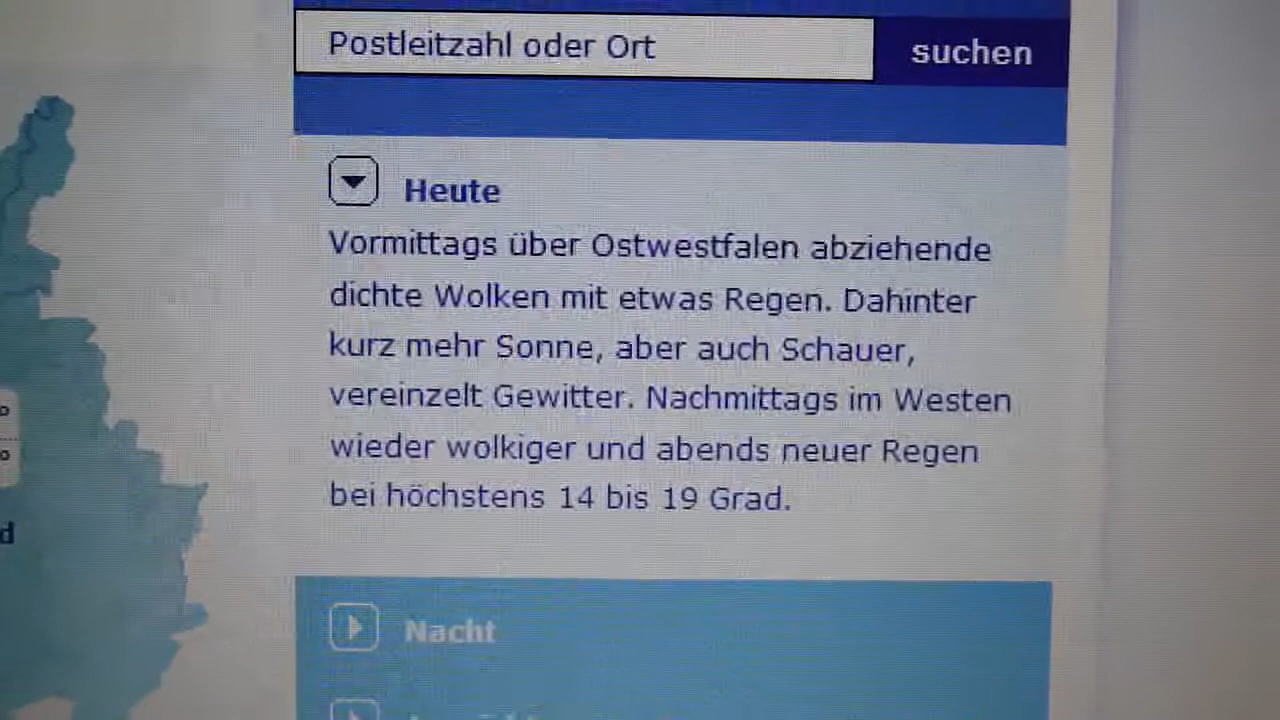 Postleitzahl oder Ort
suchen
Heute
Vormittags über Ostwestfalen abziehende
dichte Wolken mit etwas Regen. Dahinter
kurz mehr Sonne, aber auch Schauer,
vereinzelt Gewitter. Nachmittags im Westen
wieder wolkiger und abends neuer Regen
bei höchstens 14 bis 19 Grad.
d
Nacht